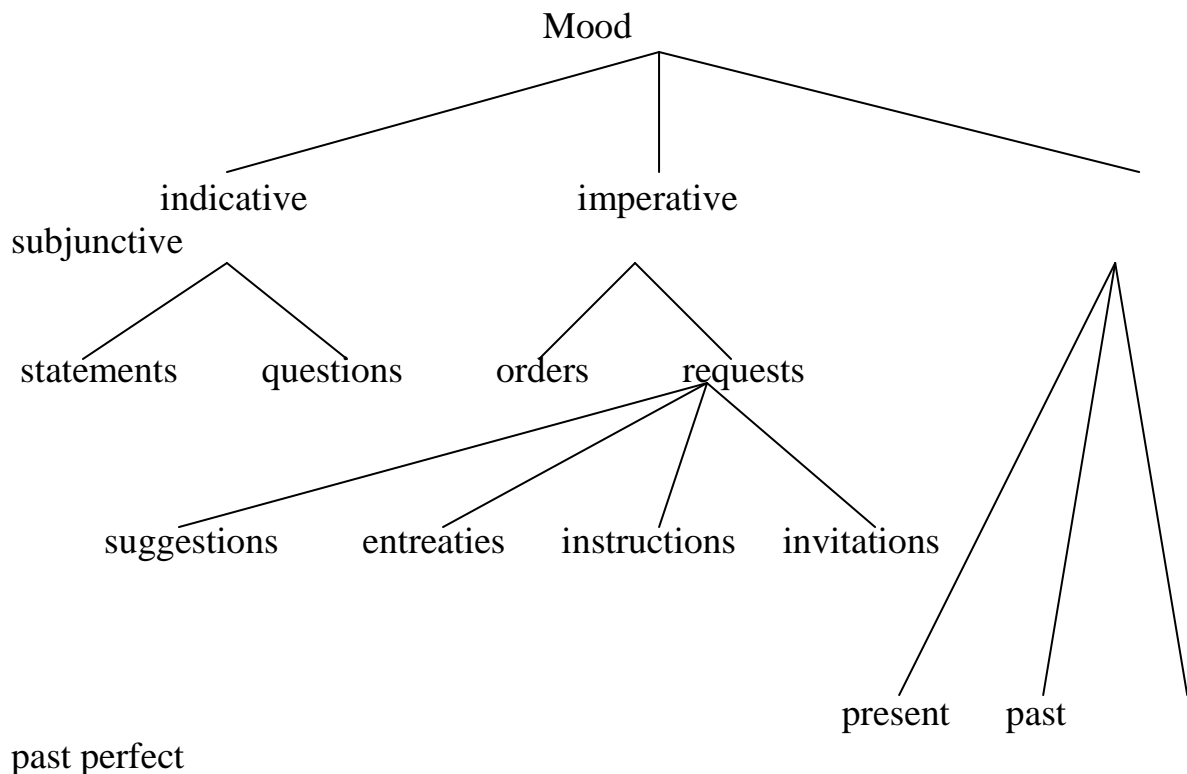 Mood
indicative imperative
subjunctive
statements questions orders requests
suggestions entreaties instructions invitations
present past
past perfect